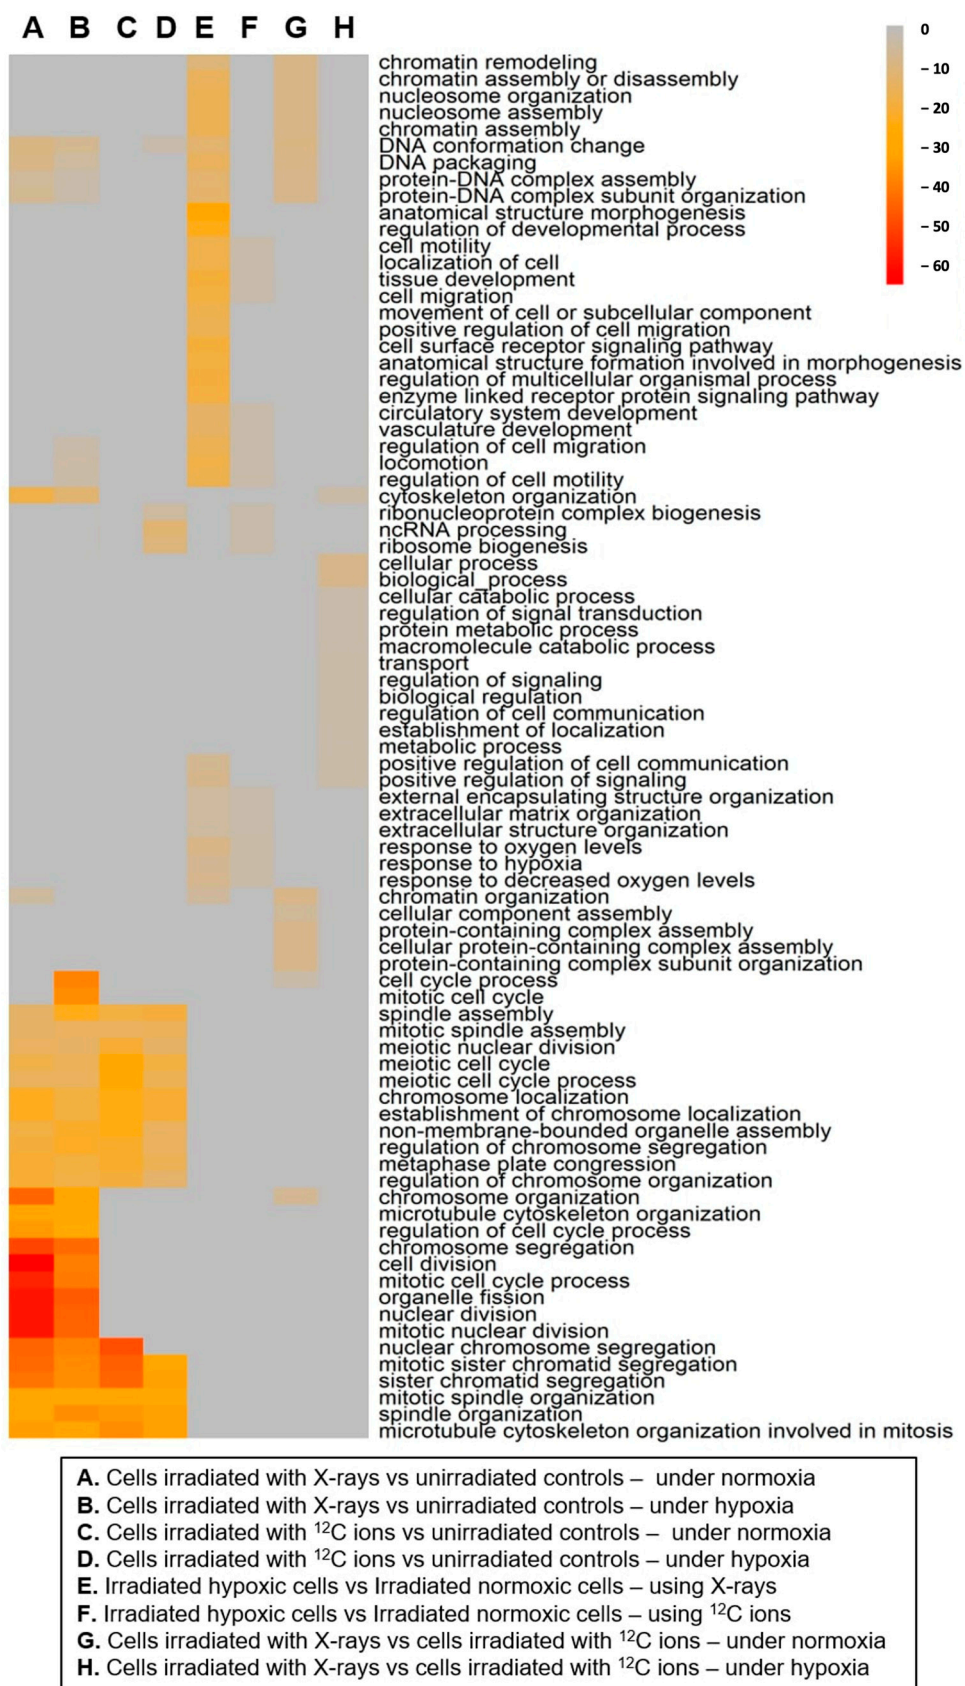 A B C D E F G H
0
– 10
– 20
– 30
– 40
– 50
– 60
chromatin remodeling
chromatin assembly or disassembly
nucleosome organization
nucleosome assembly
chromatin assembly
DNA conformation change
DNA packaging
protein-DNA complex assembly
protein-DNA complex subunit organization
anatomical structure morphogenesis
regulation of developmental process
cell motility
localization of cell
tissue development
cell migration
movement of cell or subcellular component
positive regulation of cell migration
cell surface receptor signaling pathway
anatomical structure formation involved in morphogenesis
regulation of multicellular organismal process
enzyme linked receptor protein signaling pathway
circulatory system development
vasculature development
regulation of cell migration
locomotion
regulation of cell motility
cytoskeleton organization
ribonucleoprotein complex biogenesis
ncRNA processing
ribosome biogenesis
cellular process
biological_process
cellular catabolic process
regulation of signal transduction
protein metabolic process
macromolecule catabolic process
transport
regulation of signaling
biological regulation
regulation of cell communication
establishment of localization
metabolic process
positive regulation of cell communication
positive regulation of signaling
external encapsulating structure organization
extracellular matrix organization
extracellular structure organization
response to oxygen levels
response to hypoxia
response to decreased oxygen levels
chromatin organization
cellular component assembly
protein-containing complex assembly
cellular protein-containing complex assembly
protein-containing complex subunit organization
cell cycle process
mitotic cell cycle
spindle assembly
mitotic spindle assembly
meiotic nuclear division
meiotic cell cycle
meiotic cell cycle process
chromosome localization
establishment of chromosome localization
non-membrane-bounded organelle assembly
regulation of chromosome segregation
metaphase plate congression
regulation of chromosome organization
chromosome organization
microtubule cytoskeleton organization
regulation of cell cycle process
chromosome segregation
cell division
mitotic cell cycle process
organelle fission
nuclear division
mitotic nuclear division
nuclear chromosome segregation
mitotic sister chromatid segregation
sister chromatid segregation
mitotic spindle organization
spindle organization
microtubule cytoskeleton organization involved in mitosis
A. Cells irradiated with X-rays vs unirradiated controls – under normoxia
B. Cells irradiated with X-rays vs unirradiated controls – under hypoxia
C. Cells irradiated with ¹²C ions vs unirradiated controls – under normoxia
D. Cells irradiated with ¹²C ions vs unirradiated controls – under hypoxia
E. Irradiated hypoxic cells vs Irradiated normoxic cells – using X-rays
F. Irradiated hypoxic cells vs Irradiated normoxic cells – using ¹²C ions
G. Cells irradiated with X-rays vs cells irradiated with ¹²C ions – under normoxia
H. Cells irradiated with X-rays vs cells irradiated with ¹²C ions – under hypoxia